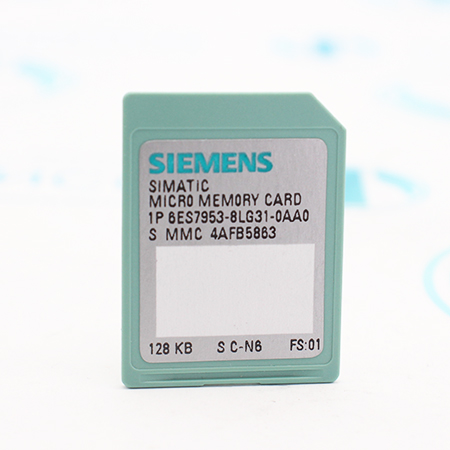 SIEMENS
SIMATIC
MICRO MEMORY CARD
1P 6ES7953-8LG31-0AA0
S MMC 4AFB5863
128 KB S C-N6 FS:01